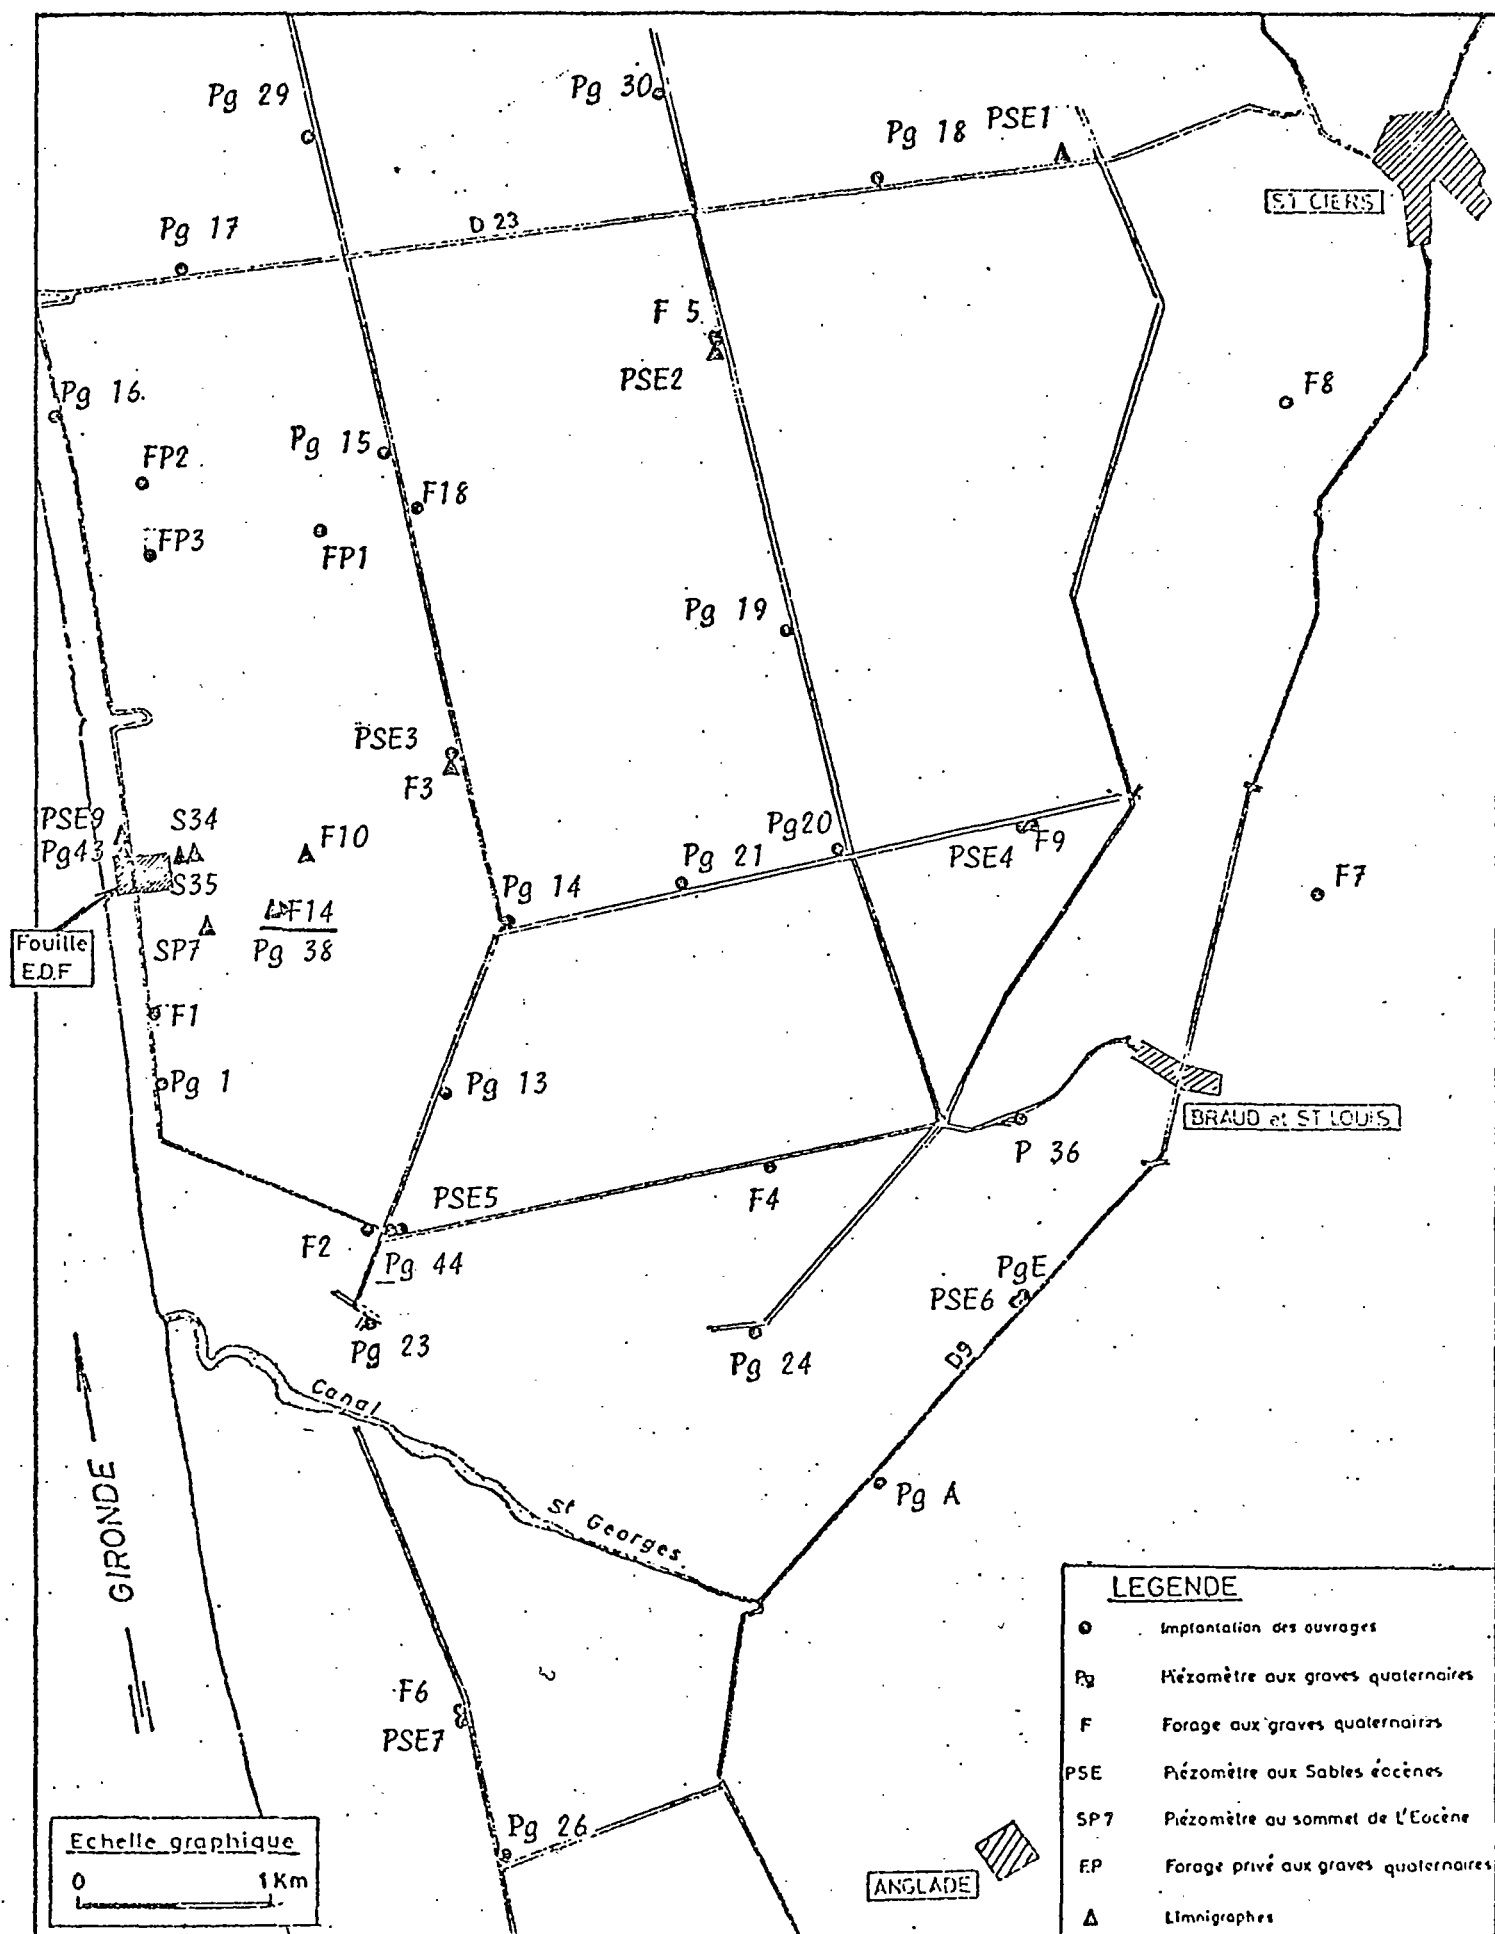 Pg 29
Pg 30
Pg 18
PSE1
ST CIERS
Pg 17
D 23
F 5
PSE2
Pg 16
F8
Pg 15
FP2
F18
FP3
FP1
Pg 19
PSE3
F3
PSE9
S34
Pg43
F10
S35
Pg20
Pg 21
PSE4
F9
F7
Pg 14
F14
Pg 38
SP7
Fouille
E.D.F
F1
Pg 1
Pg 13
BRAUD et ST LOUIS
P 36
F4
PSE5
F2
Pg 44
PgE
PSE6
Pg 23
Pg 24
D9
Canal
St Georges
Pg A
GIRONDE
F6
PSE7
Pg 26
ANGLADE
Echelle graphique
0 1Km
LEGENDE
Implantation des ouvrages
Pg Piézomètre aux graves quaternaires
F Forage aux graves quaternaires
PSE Piézomètre aux Sables éocènes
SP7 Piézomètre au sommet de L'Eocène
FP Forage privé aux graves quaternaires
Limnigraphes